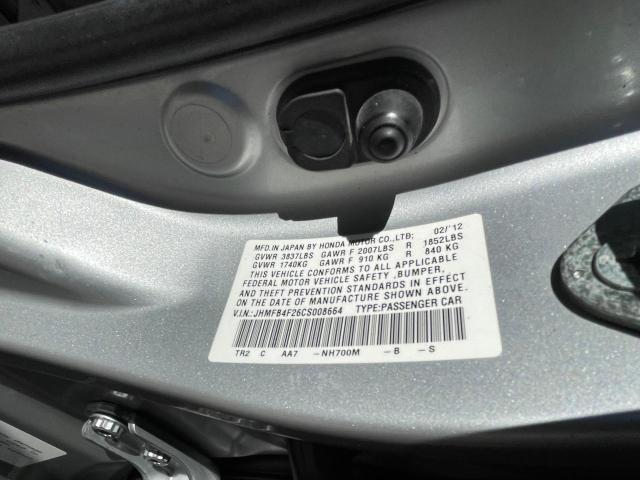 MFD.IN JAPAN BY HONDA MOTOR CO.,LTD; 02/'12
GVWR 3837LBS GAWR F 2007LBS R 1852LBS
GVWR 1740KG GAWR F 910 KG R 840 KG
THIS VEHICLE CONFORMS TO ALL APPLICABLE
FEDERAL MOTOR VEHICLE SAFETY ,BUMPER,
AND THEFT PREVENTION STANDARDS IN EFFECT
ON THE DATE OF MANUFACTURE SHOWN ABOVE.
V.I.N.:JHMFB4F26CS008664 TYPE:PASSENGER CAR
TR2 C AA7 -NH700M -B -S